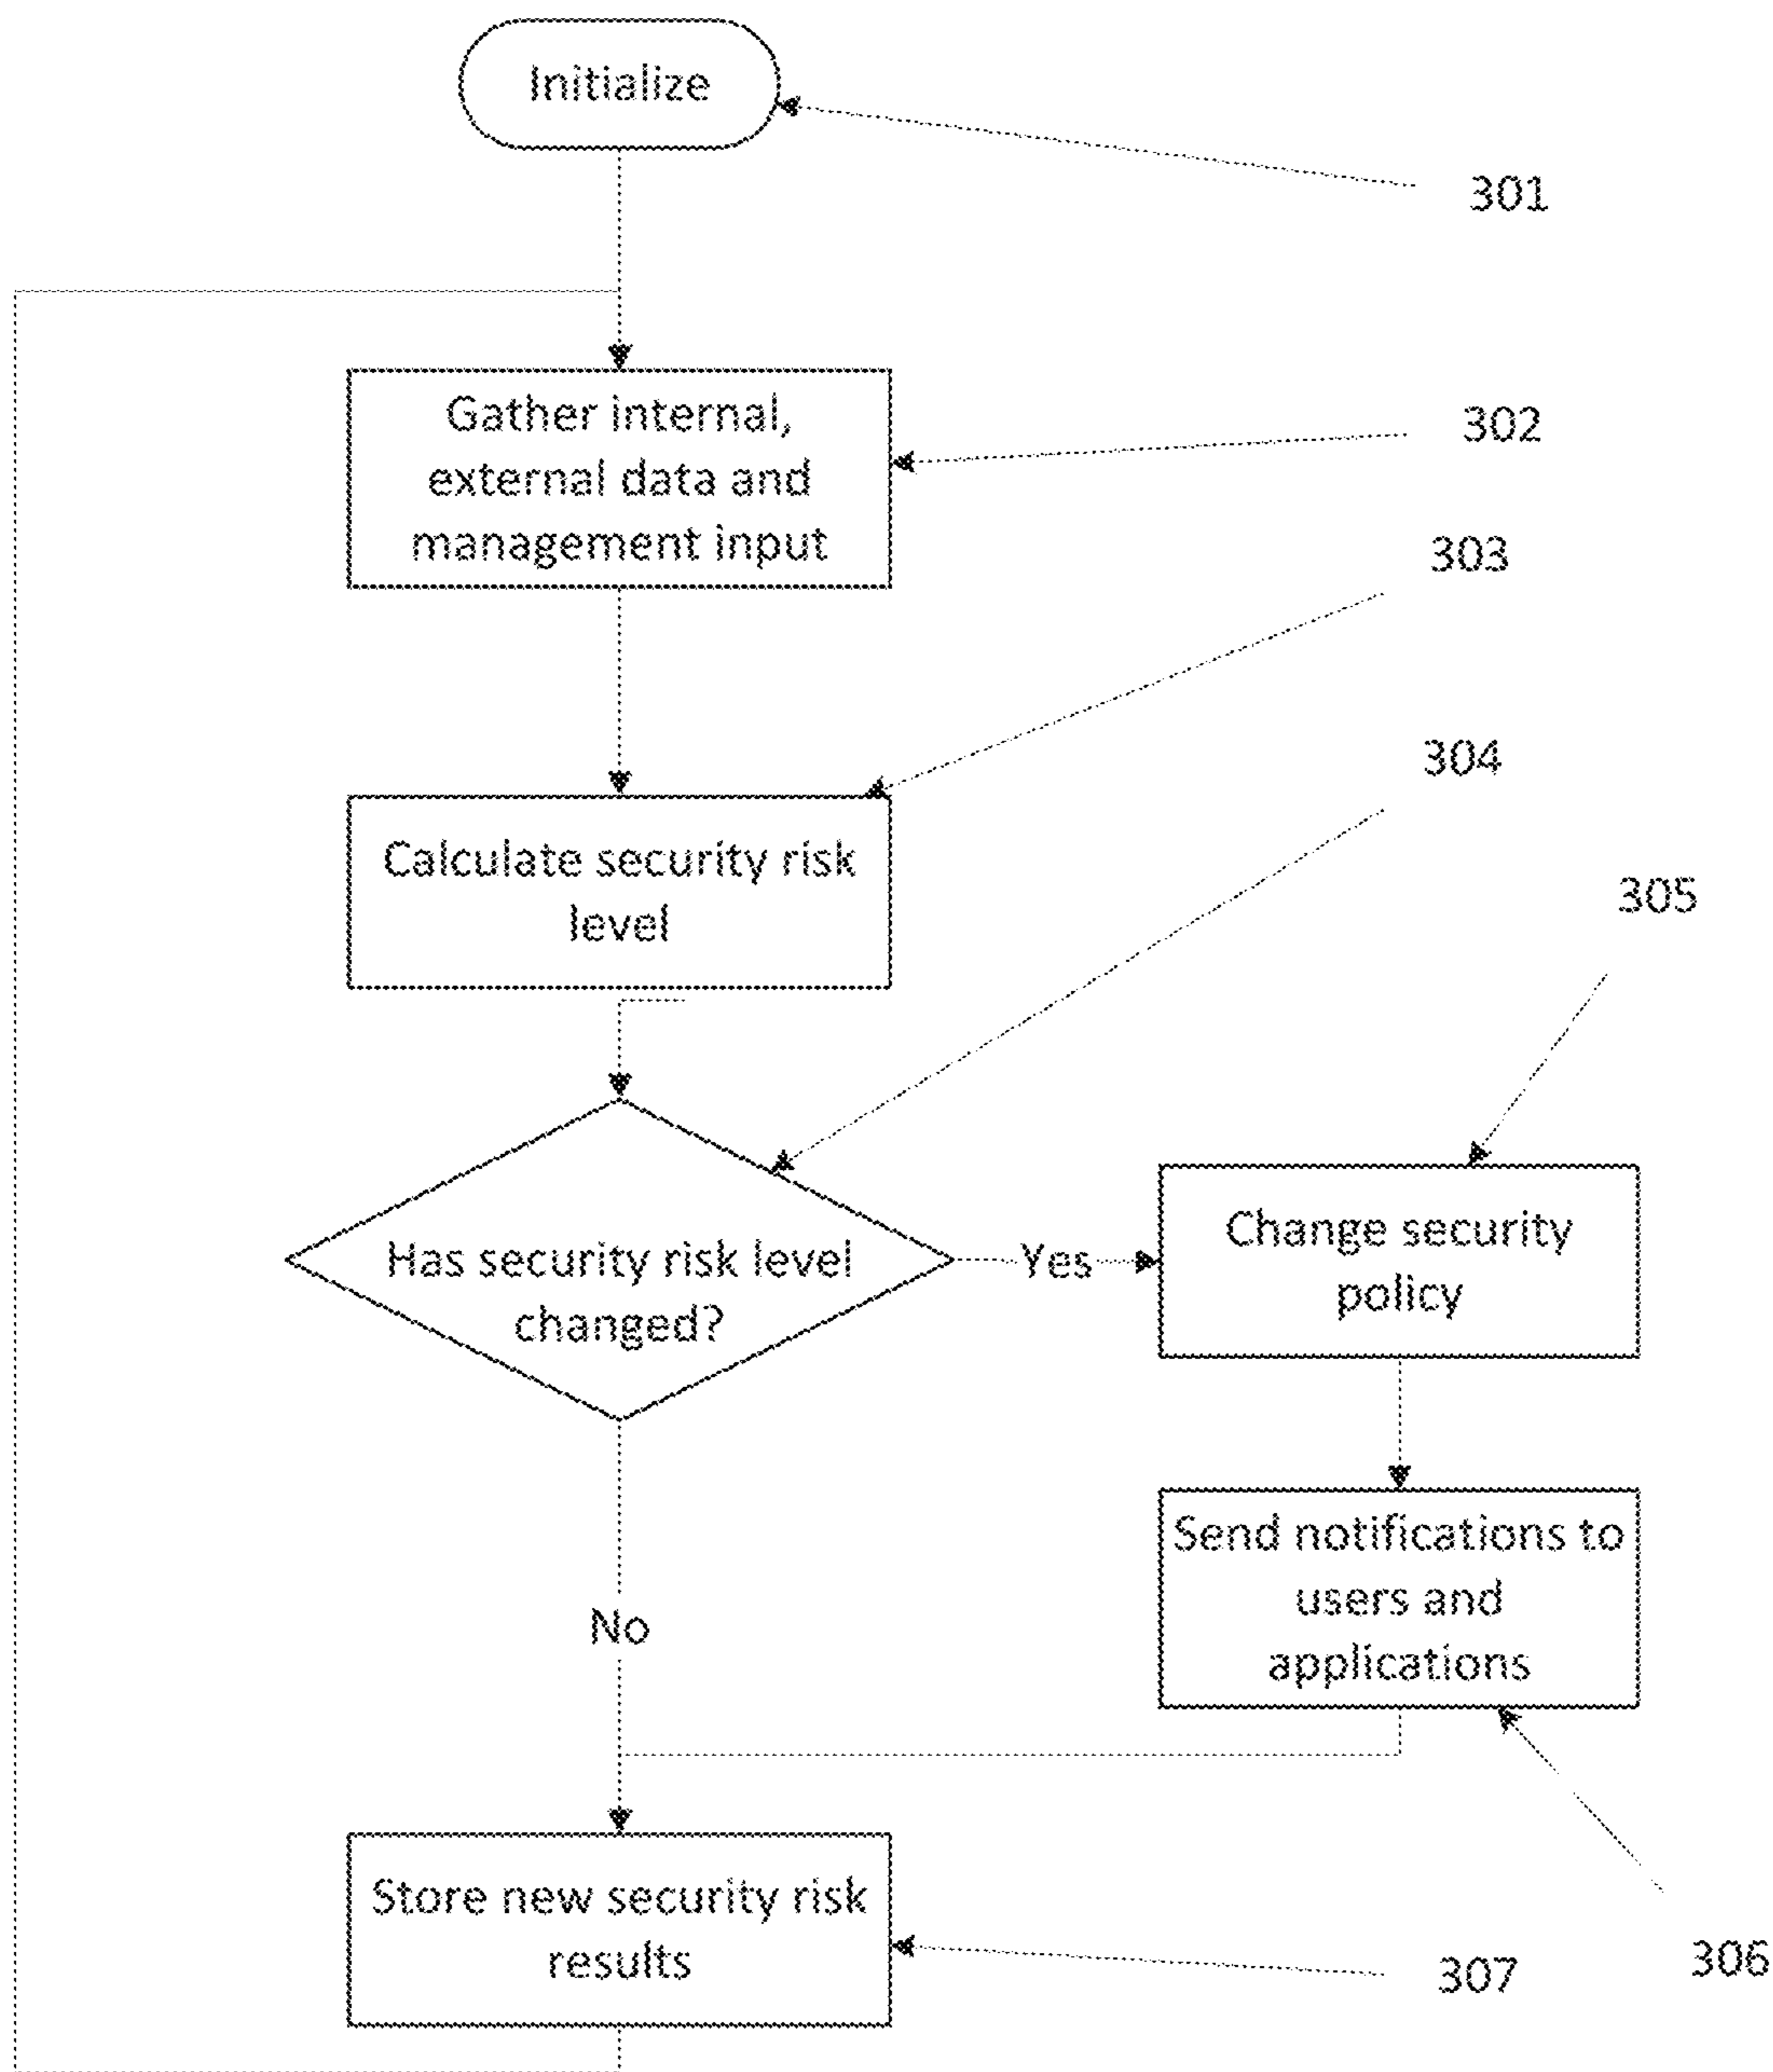 Initialize
301
Gather internal,
external data and
management input
302
303
Calculate security risk
level
304
305
Has security risk level
changed?
Yes
Change security
policy
Send notifications to
users and
applications
No
Store new security risk
results
307
306